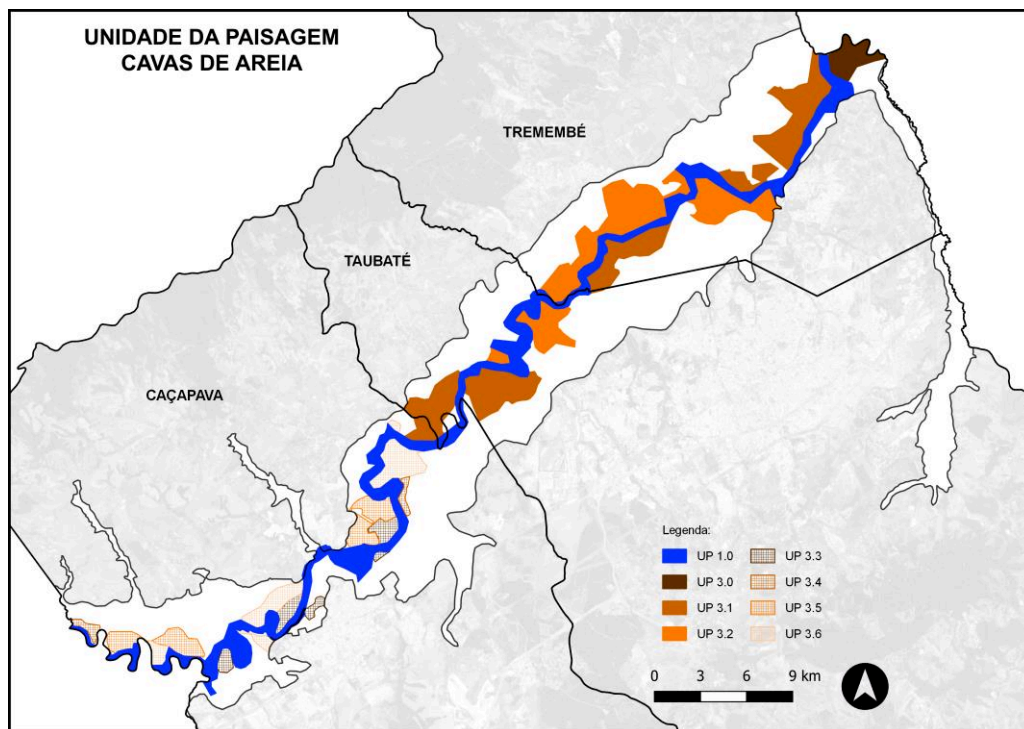 UNIDADE DA PAISAGEM
CAVAS DE AREIA
TREMEMBÉ
TAUBATÉ
CAÇAPAVA
Legenda:
UP 1.0
UP 3.0
UP 3.1
UP 3.2
UP 3.3
UP 3.4
UP 3.5
UP 3.6
0 3 6 9 km